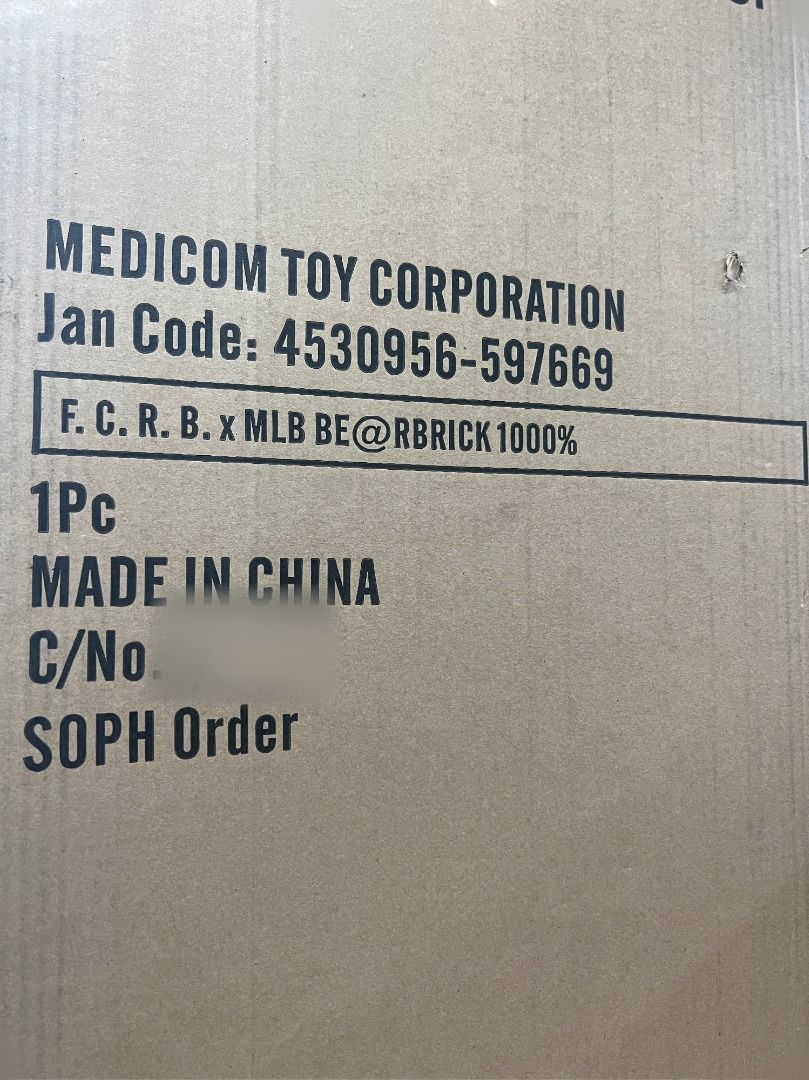 MEDICOM TOY CORPORATION
Jan Code: 4530956-597669
F. C. R. B. x MLB BE@RBRICK 1000%
1Pc
MADE IN CHINA
C/No.
SOPH Order